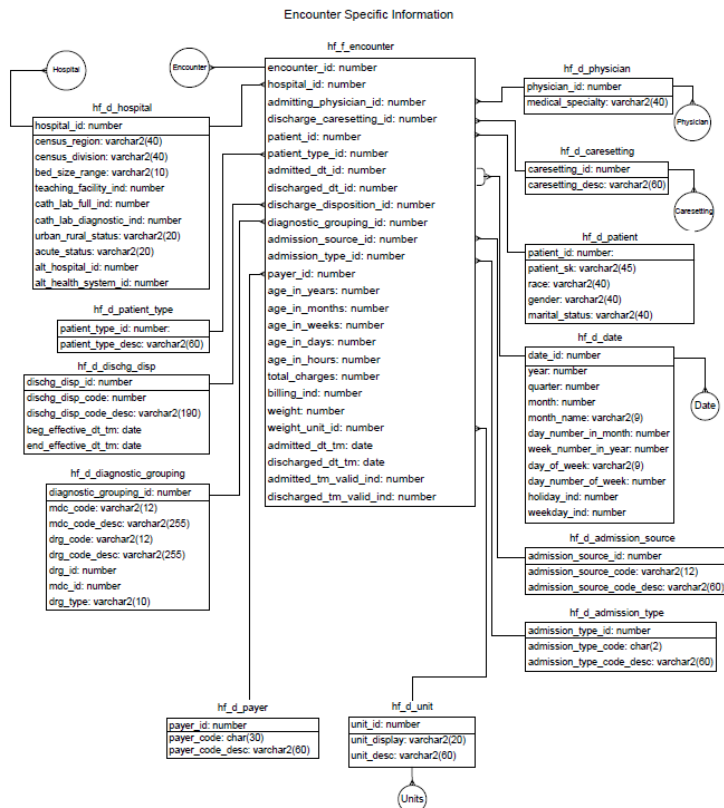 Encounter Specific Information
hf_f_encounter
encounter_id: number
hospital_id: number
admitting_physician_id: number
discharge_caresetting_id: number
patient_id: number
patient_type_id: number
admitted_dt_id: number
discharged_dt_id: number
discharge_disposition_id: number
diagnostic_grouping_id: number
admission_source_id: number
admission_type_id: number
payer_id: number
age_in_years: number
age_in_months: number
age_in_weeks: number
age_in_days: number
age_in_hours: number
total_charges: number
billing_ind: number
weight: number
weight_unit_id: number
admitted_dt_tm: date
discharged_dt_tm: date
admitted_tm_valid_ind: number
discharged_tm_valid_ind: number
Hospital
Encounter
hf_d_hospital
hospital_id: number
census_region: varchar2(40)
census_division: varchar2(40)
bed_size_range: varchar2(10)
teaching_facility_ind: number
cath_lab_full_ind: number
cath_lab_diagnostic_ind: number
urban_rural_status: varchar2(20)
acute_status: varchar2(20)
alt_hospital_id: number
alt_health_system_id: number
hf_d_patient_type
patient_type_id: number:
patient_type_desc: varchar2(60)
hf_d_dischg_disp
dischg_disp_id: number
dischg_disp_code: number
dischg_disp_code_desc: varchar2(190)
beg_effective_dt_tm: date
end_effective_dt_tm: date
hf_d_diagnostic_grouping
diagnostic_grouping_id: number
mdc_code: varchar2(12)
mdc_code_desc: varchar2(255)
drg_code: varchar2(12)
drg_code_desc: varchar2(255)
drg_id: number
mdc_id: number
drg_type: varchar2(10)
hf_d_payer
payer_id: number
payer_code: char(30)
payer_code_desc: varchar2(60)
hf_d_unit
unit_id: number
unit_display: varchar2(20)
unit_desc: varchar2(60)
Units
hf_d_physician
physician_id: number
medical_specialty: varchar2(40)
Physician
hf_d_caresetting
caresetting_id: number
caresetting_desc: varchar2(60)
Caresetting
hf_d_patient
patient_id: number:
patient_sk: varchar2(45)
race: varchar2(40)
gender: varchar2(40)
marital_status: varchar2(40)
hf_d_date
date_id: number
year: number
quarter: number
month: number
month_name: varchar2(9)
day_number_in_month: number
week_number_in_year: number
day_of_week: varchar2(9)
day_number_of_week: number
holiday_ind: number
weekday_ind: number
Date
hf_d_admission_source
admission_source_id: number
admission_source_code: varchar2(12)
admission_source_code_desc: varchar2(60)
hf_d_admission_type
admission_type_id: number
admission_type_code: char(2)
admission_type_code_desc: varchar2(60)